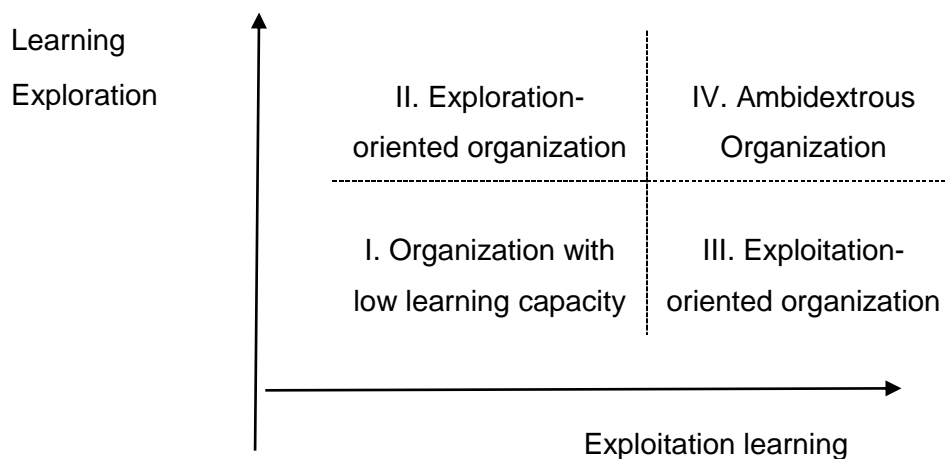 Learning
Exploration
II. Exploration-
oriented organization
IV. Ambidextrous
Organization
I. Organization with
low learning capacity
III. Exploitation-
oriented organization
Exploitation learning